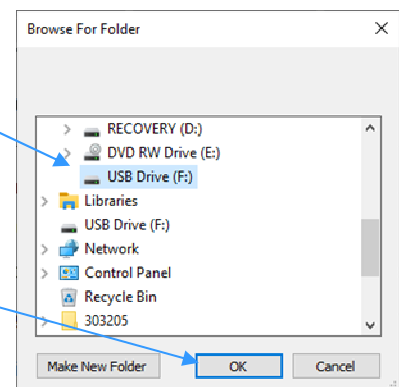 Browse For Folder
RECOVERY (D:)
DVD RW Drive (E:)
USB Drive (F:)
Libraries
USB Drive (F:)
Network
Control Panel
Recycle Bin
303205
Make New Folder OK Cancel